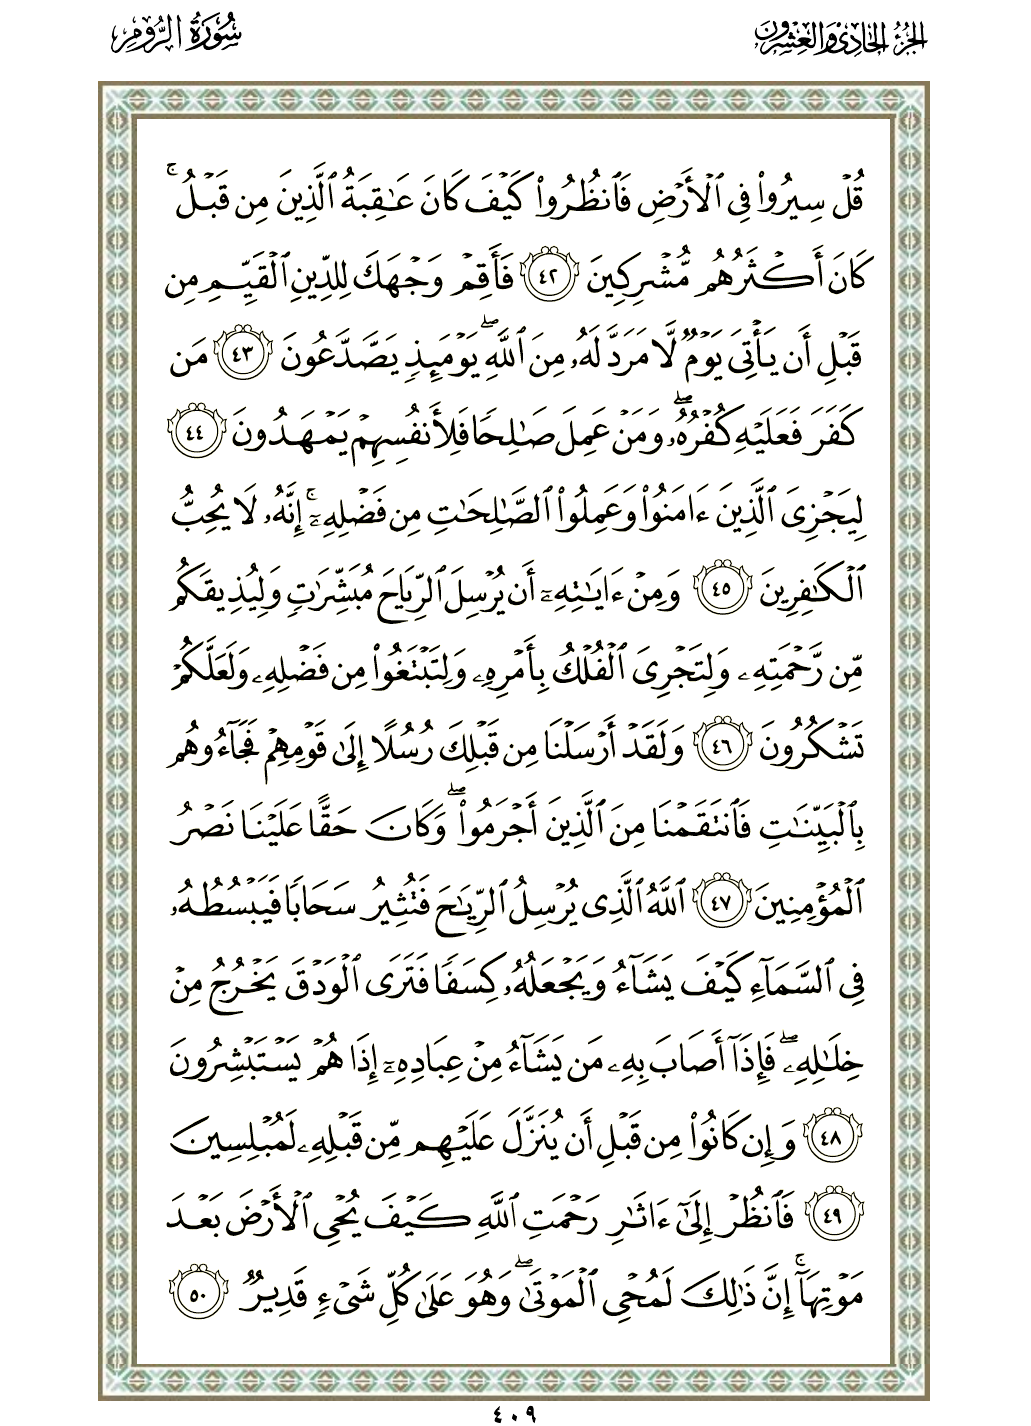 الجزء الحادي والعشرون
سورة الروم
قُلْ سِيرُوا۟ فِى ٱلْأَرْضِ فَٱنظُرُوا۟ كَيْفَ كَانَ عَـٰقِبَةُ ٱلَّذِينَ مِن قَبْلُ ۚ
كَانَ أَكْثَرُهُم مُّشْرِكِينَ ٤٢ فَأَقِمْ وَجْهَكَ لِلدِّينِ ٱلْقَيِّمِ مِن
قَبْلِ أَن يَأْتِىَ يَوْمٌ لَّا مَرَدَّ لَهُۥ مِنَ ٱللَّهِ ۖ يَوْمَئِذٍ يَصَّدَّعُونَ ٤٣ مَن
كَفَرَ فَعَلَيْهِ كُفْرُهُۥ ۖ وَمَنْ عَمِلَ صَـٰلِحًا فَلِأَنفُسِهِمْ يَمْهَدُونَ ٤٤
لِيَجْزِىَ ٱلَّذِينَ ءَامَنُوا۟ وَعَمِلُوا۟ ٱلصَّـٰلِحَـٰتِ مِن فَضْلِهِۦٓ ۚ إِنَّهُۥ لَا يُحِبُّ
ٱلْكَـٰفِرِينَ ٤٥ وَمِنْ ءَايَـٰتِهِۦٓ أَن يُرْسِلَ ٱلرِّيَاحَ مُبَشِّرَٰتٍ وَلِيُذِيقَكُم
مِّن رَّحْمَتِهِۦ وَلِتَجْرِىَ ٱلْفُلْكُ بِأَمْرِهِۦ وَلِتَبْتَغُوا۟ مِن فَضْلِهِۦ وَلَعَلَّكُمْ
تَشْكُرُونَ ٤٦ وَلَقَدْ أَرْسَلْنَا مِن قَبْلِكَ رُسُلًا إِلَىٰ قَوْمِهِمْ فَجَآءُوهُم
بِٱلْبَيِّنَـٰتِ فَٱنتَقَمْنَا مِنَ ٱلَّذِينَ أَجْرَمُوا۟ ۖ وَكَانَ حَقًّا عَلَيْنَا نَصْرُ
ٱلْمُؤْمِنِينَ ٤٧ ٱللَّهُ ٱلَّذِى يُرْسِلُ ٱلرِّيَـٰحَ فَتُثِيرُ سَحَابًا فَيَبْسُطُهُۥ
فِى ٱلسَّمَآءِ كَيْفَ يَشَآءُ وَيَجْعَلُهُۥ كِسَفًا فَتَرَى ٱلْوَدْقَ يَخْرُجُ مِنْ
خِلَـٰلِهِۦ ۖ فَإِذَآ أَصَابَ بِهِۦ مَن يَشَآءُ مِنْ عِبَادِهِۦٓ إِذَا هُمْ يَسْتَبْشِرُونَ
٤٨ وَإِن كَانُوا۟ مِن قَبْلِ أَن يُنَزَّلَ عَلَيْهِم مِّن قَبْلِهِۦ لَمُبْلِسِينَ
٤٩ فَٱنظُرْ إِلَىٰٓ ءَاثَـٰرِ رَحْمَتِ ٱللَّهِ كَيْفَ يُحْىِ ٱلْأَرْضَ بَعْدَ
مَوْتِهَآ ۚ إِنَّ ذَٰلِكَ لَمُحْىِ ٱلْمَوْتَىٰ ۖ وَهُوَ عَلَىٰ كُلِّ شَىْءٍ قَدِيرٌ ٥٠
٤٠٩